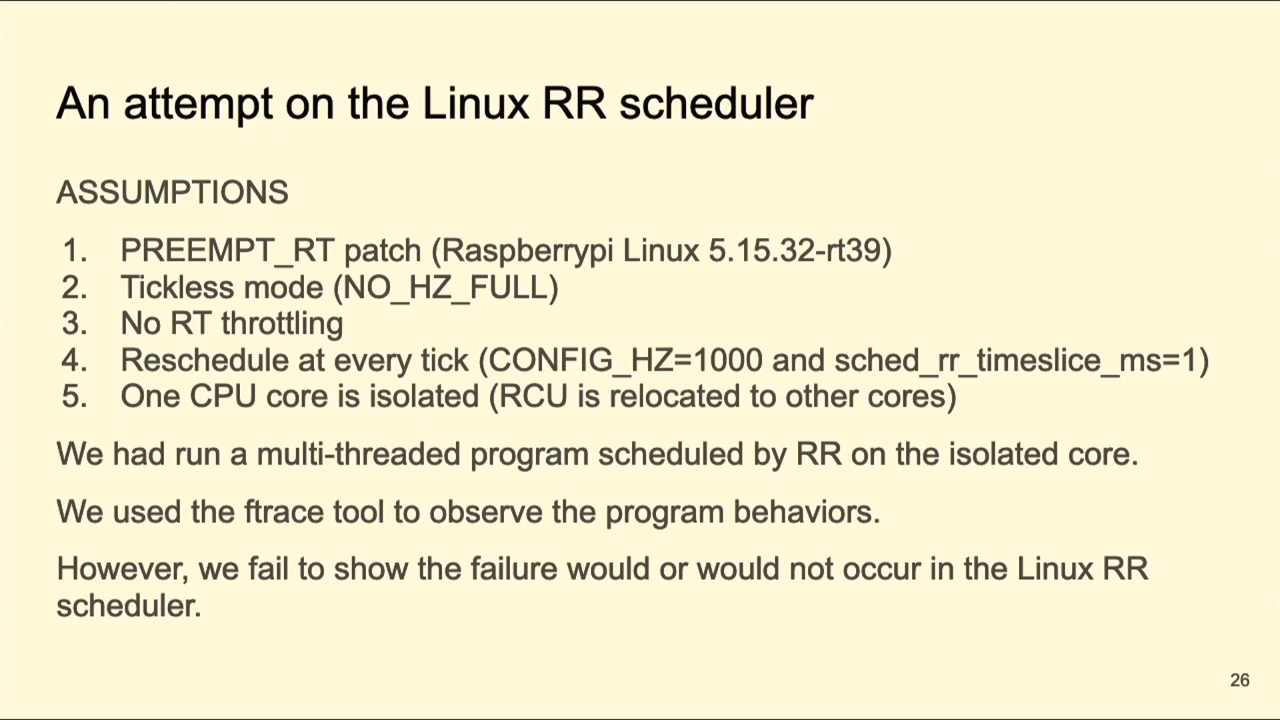 An attempt on the Linux RR scheduler
ASSUMPTIONS
1. PREEMPT_RT patch (Raspberrypi Linux 5.15.32-rt39)
2. Tickless mode (NO_HZ_FULL)
3. No RT throttling
4. Reschedule at every tick (CONFIG_HZ=1000 and sched_rr_timeslice_ms=1)
5. One CPU core is isolated (RCU is relocated to other cores)
We had run a multi-threaded program scheduled by RR on the isolated core.
We used the ftrace tool to observe the program behaviors.
However, we fail to show the failure would or would not occur in the Linux RR
scheduler.
26